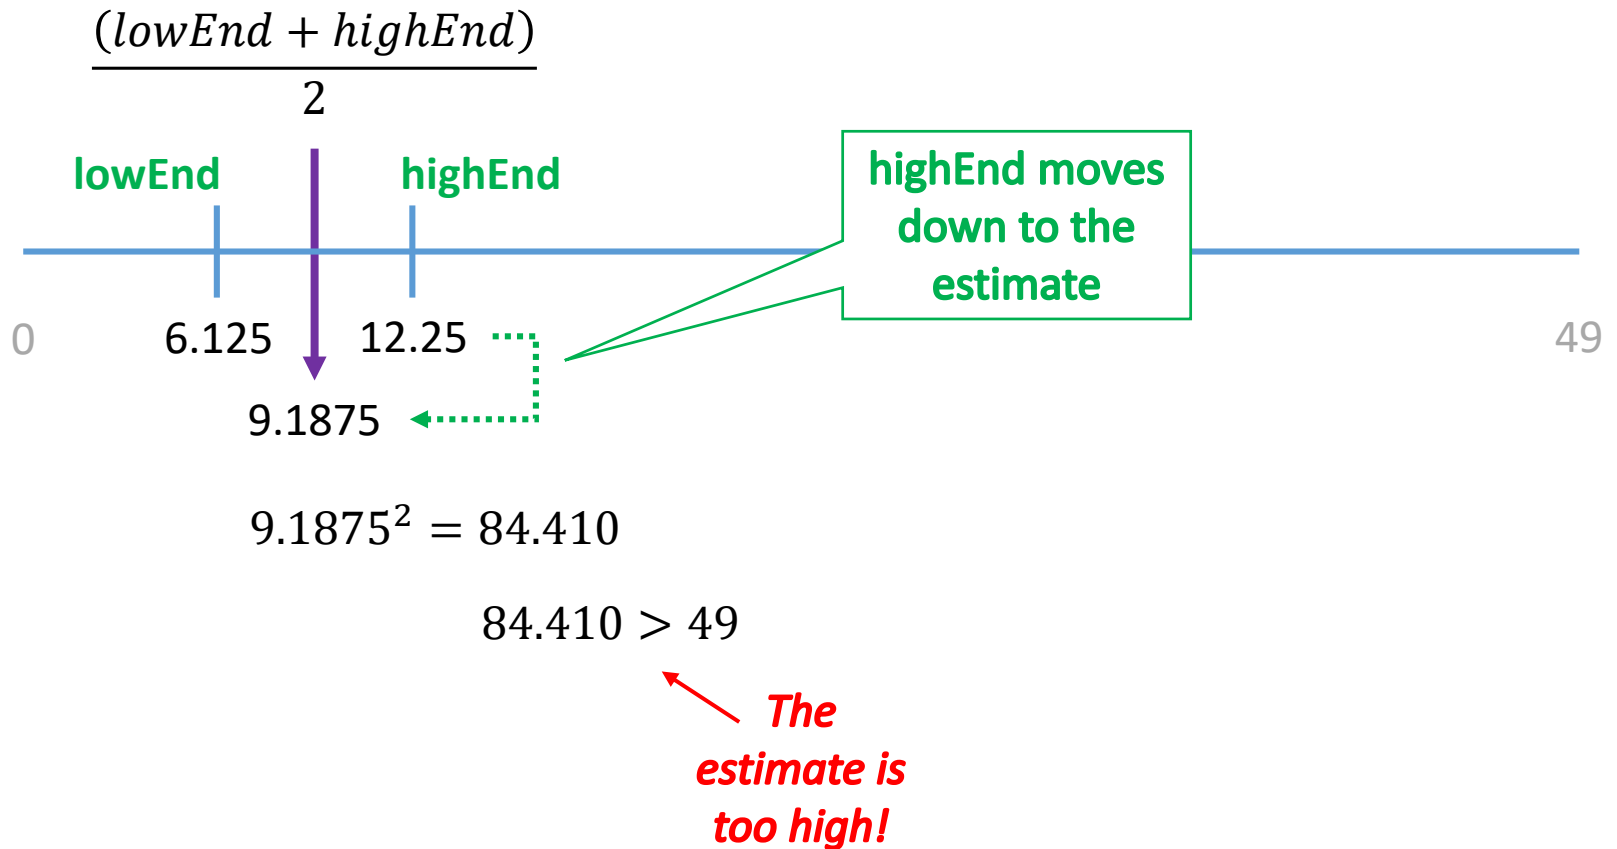 (lowEnd + highEnd)
2
lowEnd
highEnd
highEnd moves
down to the
estimate
0
6.125
12.25
49
9.1875
9.1875² = 84.410
84.410 > 49
The
estimate is
too high!